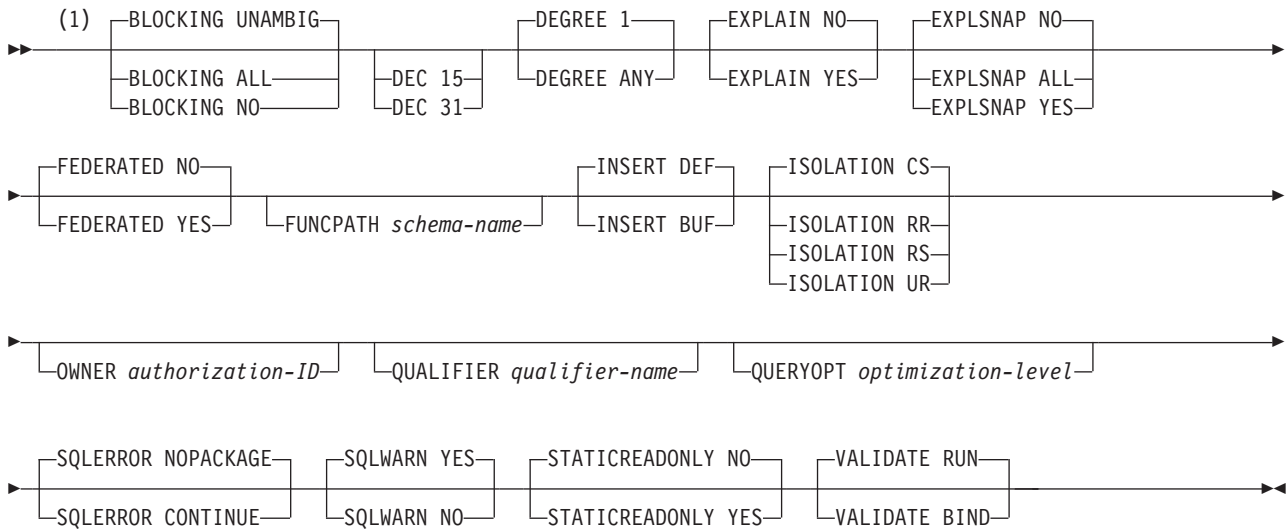 (1) BLOCKING UNAMBIG DEGREE 1 EXPLAIN NO EXPLSNAP NO
BLOCKING ALL DEC 15 DEGREE ANY EXPLAIN YES EXPLSNAP ALL
BLOCKING NO DEC 31 EXPLSNAP YES
FEDERATED NO INSERT DEF ISOLATION CS
FEDERATED YES FUNCPATH schema-name INSERT BUF ISOLATION RR
ISOLATION RS
ISOLATION UR
OWNER authorization-ID QUALIFIER qualifier-name QUERYOPT optimization-level
SQLERROR NOPACKAGE SQLWARN YES STATICREADONLY NO VALIDATE RUN
SQLERROR CONTINUE SQLWARN NO STATICREADONLY YES VALIDATE BIND